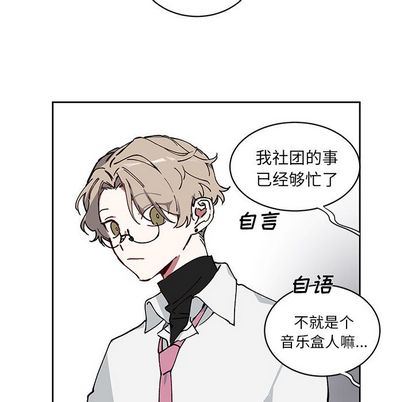 我社团的事
已经够忙了
自言
自语
不就是个
音乐盒人嘛...